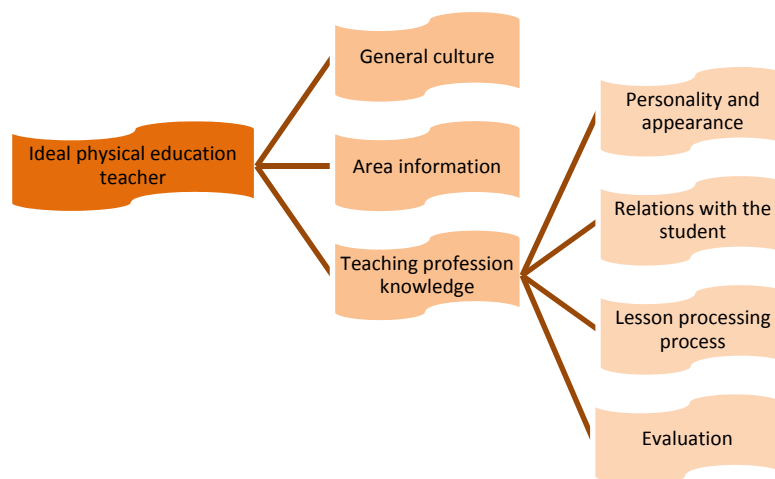 Ideal physical education
teacher
General culture
Area information
Teaching profession
knowledge
Personality and
appearance
Relations with the
student
Lesson processing
process
Evaluation